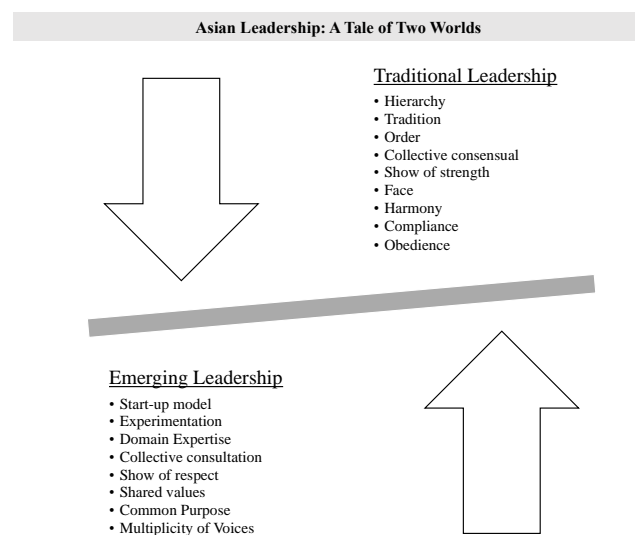 Asian Leadership: A Tale of Two Worlds
Traditional Leadership
• Hierarchy
• Tradition
• Order
• Collective consensual
• Show of strength
• Face
• Harmony
• Compliance
• Obedience
Emerging Leadership
• Start-up model
• Experimentation
• Domain Expertise
• Collective consultation
• Show of respect
• Shared values
• Common Purpose
• Multiplicity of Voices